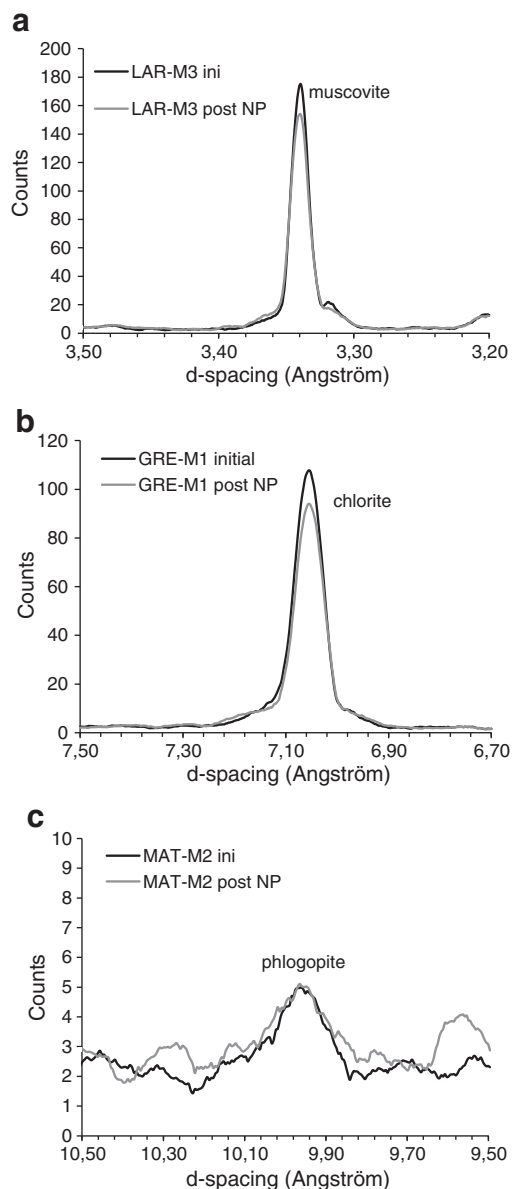 a
200
LAR-M3 ini
180
muscovite
160
LAR-M3 post NP
140
120
100
80
60
40
20
0
Counts
3,50 3,40 3,30 3,20
d-spacing (Angström)
b
120
GRE-M1 initial
GRE-M1 post NP
100
chlorite
80
60
40
20
0
Counts
7,50 7,30 7,10 6,90 6,70
d-spacing (Angström)
c
10
MAT-M2 ini
9
MAT-M2 post NP
8
7
6
phlogopite
5
4
3
2
1
0
Counts
10,50 10,30 10,10 9,90 9,70 9,50
d-spacing (Angström)